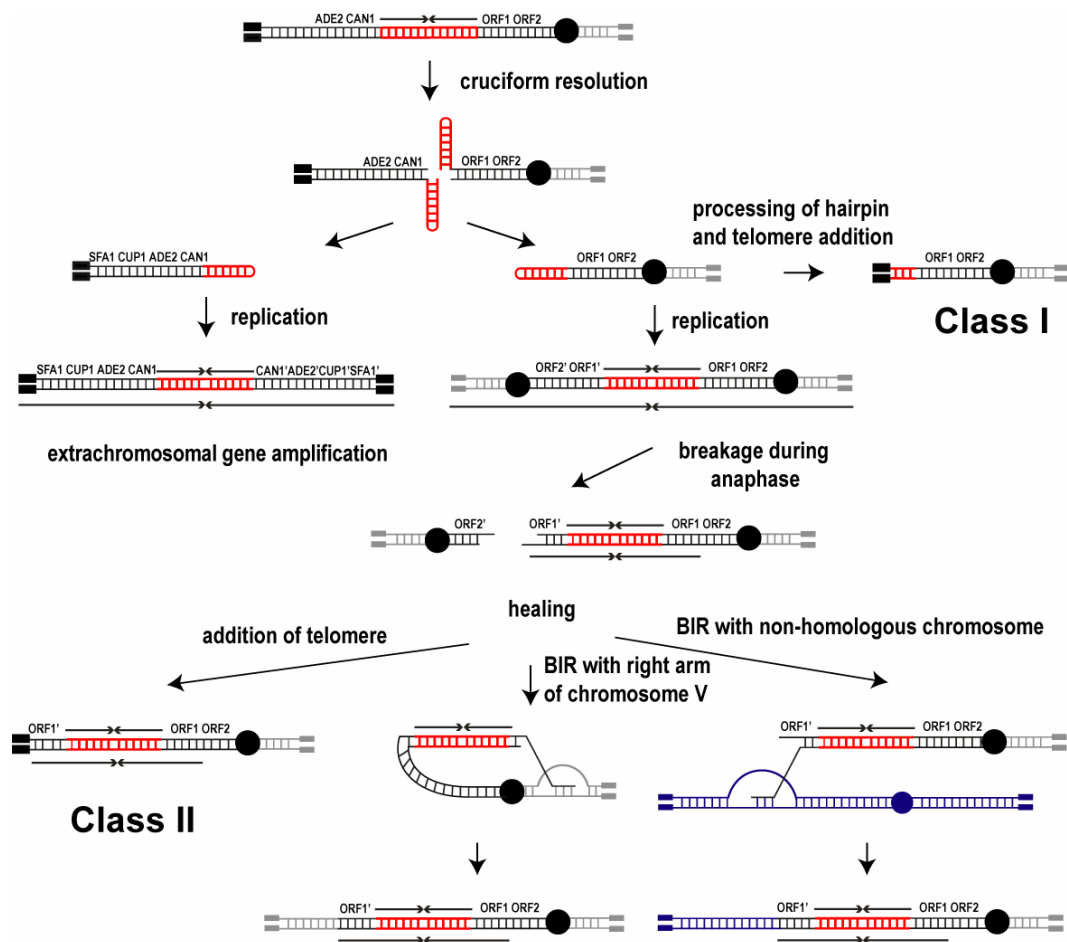 ADE2 CAN1
ORF1 ORF2
cruciform resolution
ADE2 CAN1
ORF1 ORF2
processing of hairpin
and telomere addition
SFA1 CUP1 ADE2 CAN1
ORF1 ORF2
ORF1 ORF2
Class I
replication
replication
SFA1 CUP1 ADE2 CAN1
CAN1'ADE2'CUP1'SFA1'
ORF2' ORF1'
ORF1 ORF2
extrachromosomal gene amplification
breakage during
anaphase
ORF2'
ORF1'
ORF1 ORF2
healing
addition of telomere
BIR with non-homologous chromosome
BIR with right arm
of chromosome V
ORF1'
ORF1 ORF2
ORF1'
ORF1 ORF2
Class II
ORF1'
ORF1 ORF2
ORF1'
ORF1 ORF2